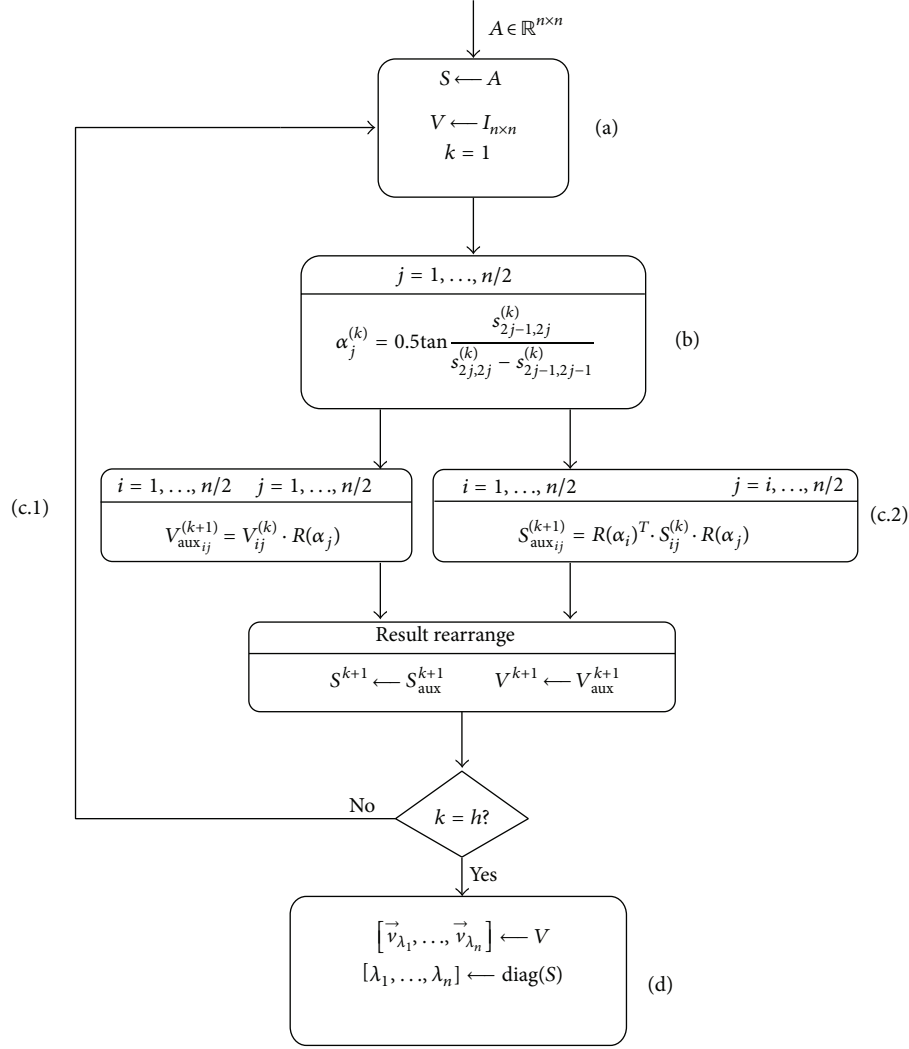 A ∈ ℝ^{n×n}
S ⟵ A
V ⟵ I_{n×n}
k = 1
(a)
j = 1, …, n/2
α_j^{(k)} = 0.5tan s_{2j−1,2j}^{(k)} / (s_{2j,2j}^{(k)} − s_{2j−1,2j−1}^{(k)})
(b)
(c.1)
i = 1, …, n/2 j = 1, …, n/2
V_{aux_{ij}}^{(k+1)} = V_{ij}^{(k)} · R(α_j)
i = 1, …, n/2 j = i, …, n/2
S_{aux_{ij}}^{(k+1)} = R(α_i)^T · S_{ij}^{(k)} · R(α_j)
(c.2)
Result rearrange
S^{k+1} ⟵ S_{aux}^{k+1} V^{k+1} ⟵ V_{aux}^{k+1}
No
k = h?
Yes
[v⃗_{λ_1}, …, v⃗_{λ_n}] ⟵ V
[λ_1, …, λ_n] ⟵ diag(S)
(d)